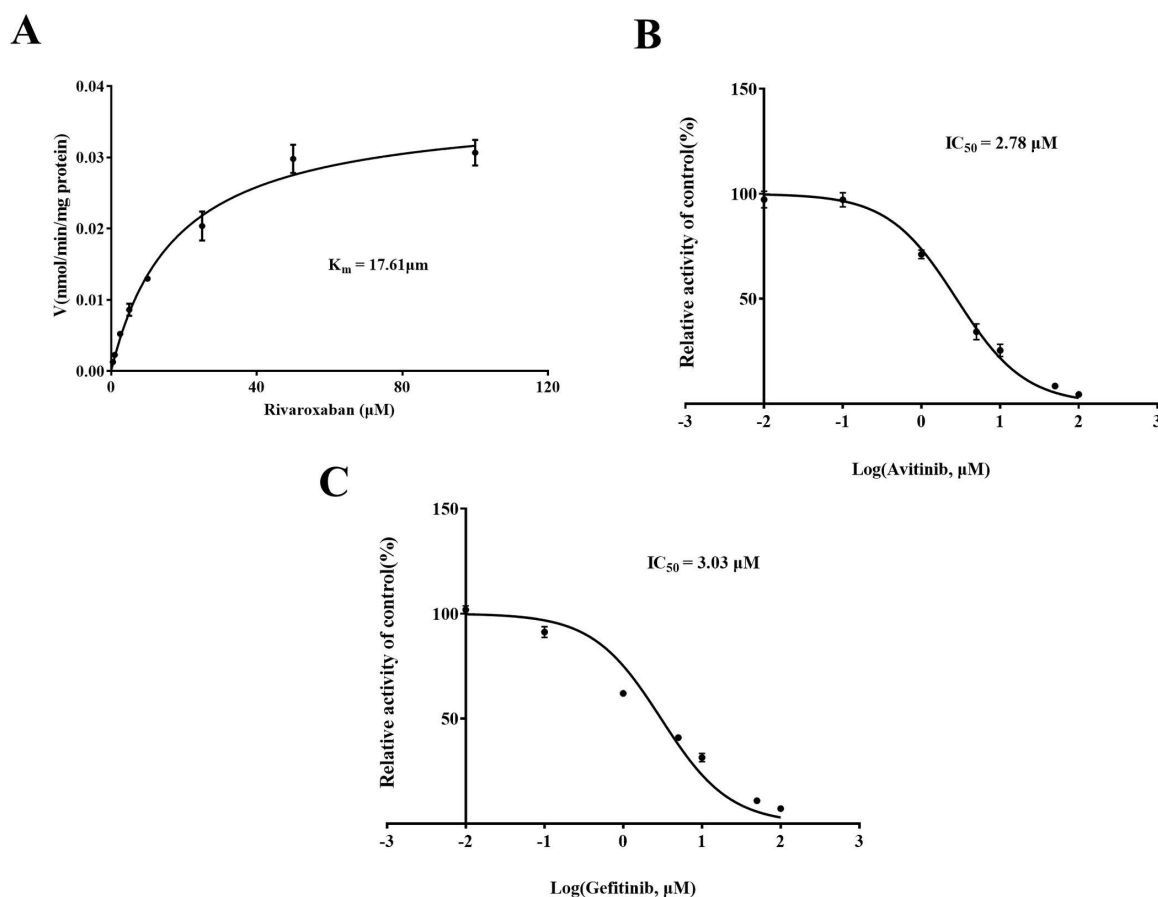 A
V(nmol/min/mg protein)
0.04
0.03
0.02
0.01
0.00
Km = 17.61μm
0
40
80
120
Rivaroxaban (μM)
B
Relative activity of control(%)
150
100
50
IC50 = 2.78 μM
-3
-2
-1
0
1
2
3
Log(Avitinib, μM)
C
Relative activity of control(%)
150
100
50
IC50 = 3.03 μM
-3
-2
-1
0
1
2
3
Log(Gefitinib, μM)